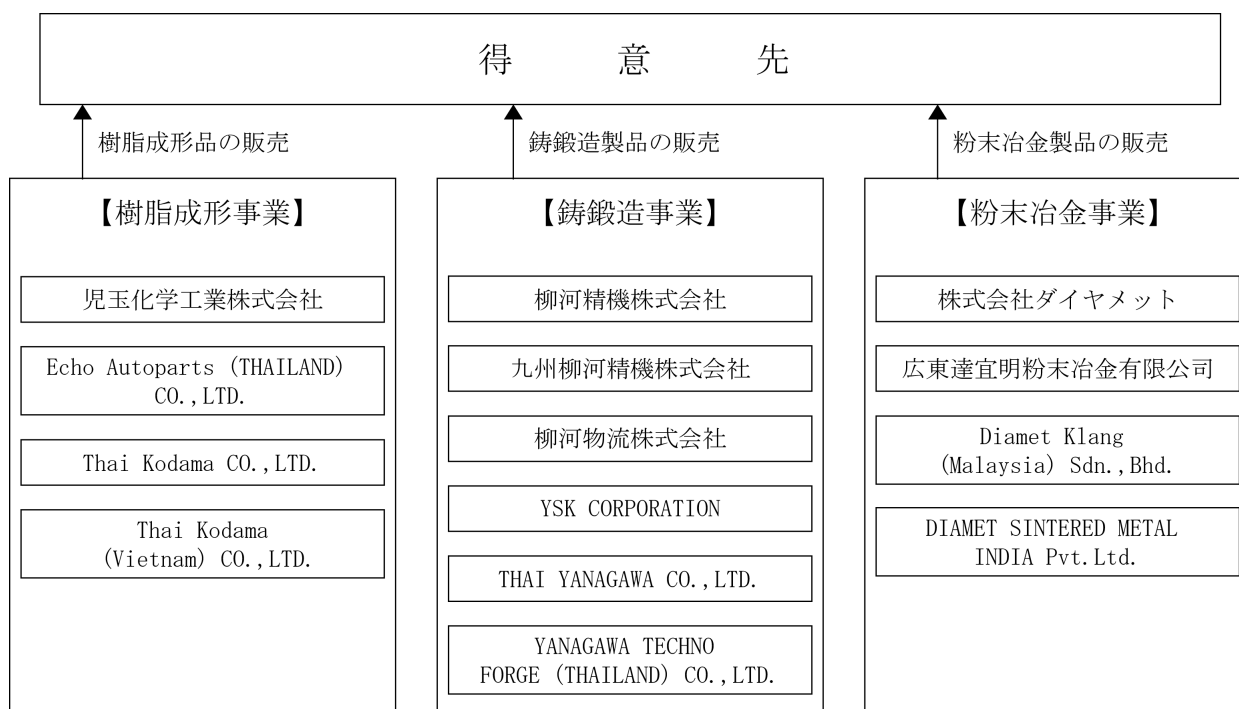 得意先
樹脂成形品の販売
鋳鍛造製品の販売
粉末冶金製品の販売
【樹脂成形事業】
児玉化学工業株式会社
Echo Autoparts (THAILAND)
CO.,LTD.
Thai Kodama CO.,LTD.
Thai Kodama
(Vietnam) CO.,LTD.
【鋳鍛造事業】
柳河精機株式会社
九州柳河精機株式会社
柳河物流株式会社
YSK CORPORATION
THAI YANAGAWA CO.,LTD.
YANAGAWA TECHNO
FORGE (THAILAND) CO.,LTD.
【粉末冶金事業】
株式会社ダイヤメット
広東達宜明粉末冶金有限公司
Diamet Klang
(Malaysia) Sdn.,Bhd.
DIAMET SINTERED METAL
INDIA Pvt.Ltd.